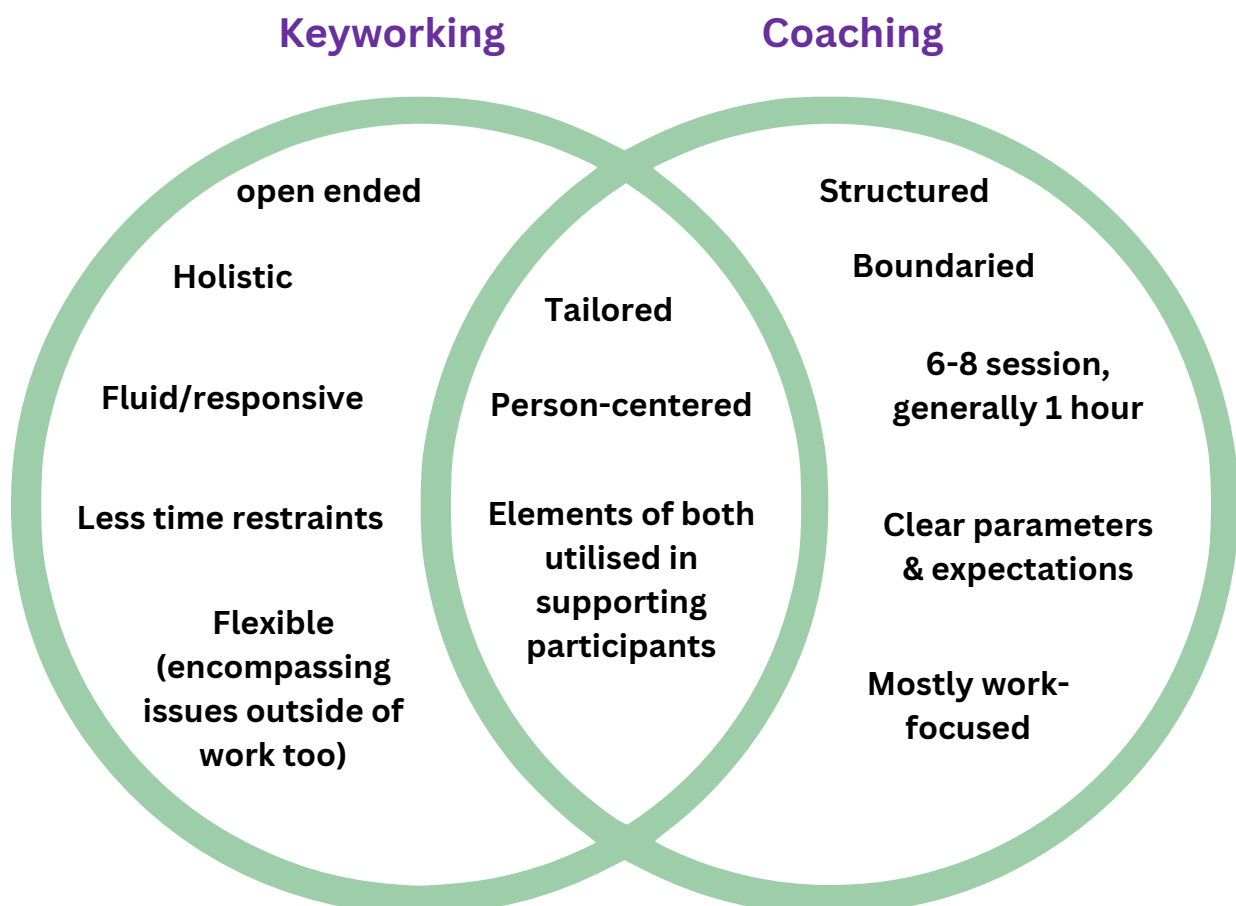 Keyworking
Coaching
open ended
Holistic
Fluid/responsive
Less time restraints
Flexible
(encompassing
issues outside of
work too)
Tailored
Person-centered
Elements of both
utilised in
supporting
participants
Structured
Boundaried
6-8 session,
generally 1 hour
Clear parameters
& expectations
Mostly work-
focused